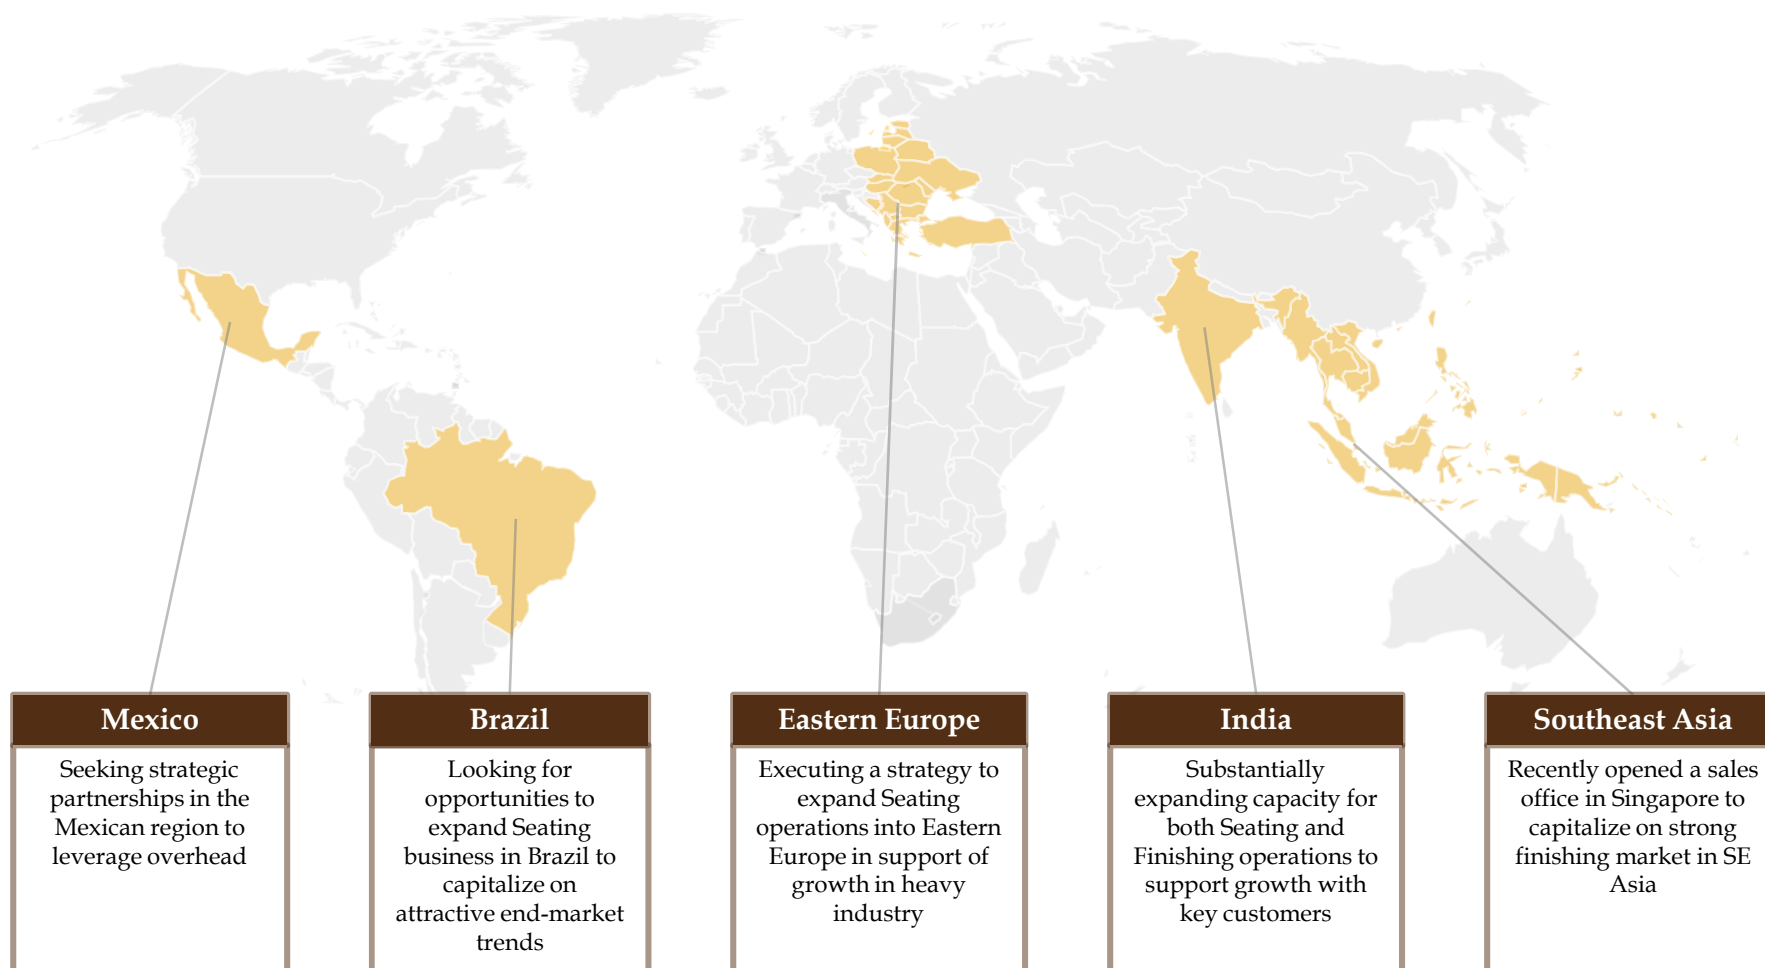 Mexico
Seeking strategic
partnerships in the
Mexican region to
leverage overhead
Brazil
Looking for
opportunities to
expand Seating
business in Brazil to
capitalize on
attractive end-market
trends
Eastern Europe
Executing a strategy to
expand Seating
operations into Eastern
Europe in support of
growth in heavy
industry
India
Substantially
expanding capacity for
both Seating and
Finishing operations to
support growth with
key customers
Southeast Asia
Recently opened a sales
office in Singapore to
capitalize on strong
finishing market in SE
Asia